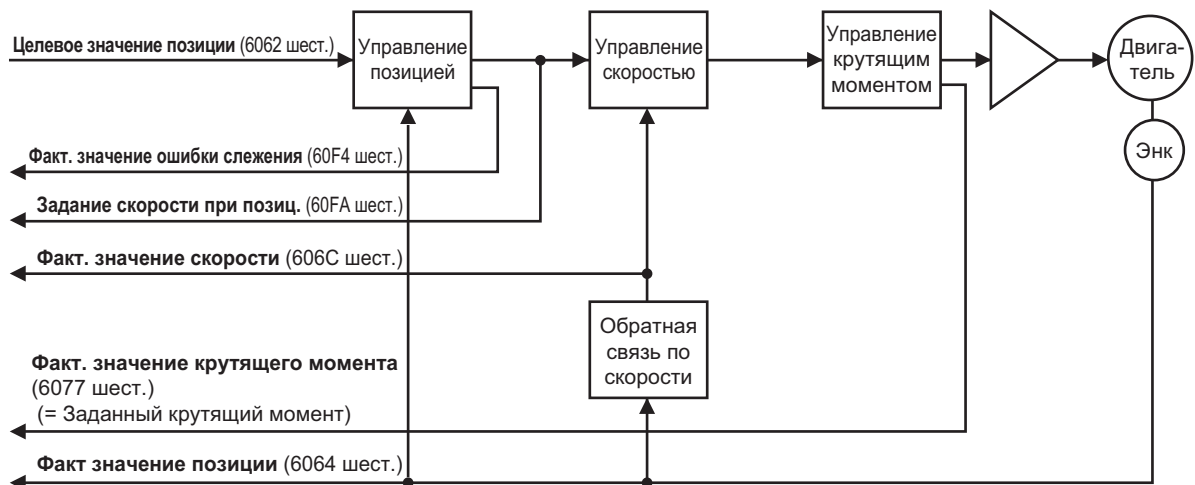 Целевое значение позиции (6062 шест.)
Управление
позицией
Управление
скоростью
Управление
крутящим
моментом
Двига-
тель
Энк
Факт. значение ошибки слежения (60F4 шест.)
Задание скорости при позиц. (60FA шест.)
Факт. значение скорости (606C шест.)
Обратная
связь по
скорости
Факт. значение крутящего момента
(6077 шест.)
(= Заданный крутящий момент)
Факт значение позиции (6064 шест.)